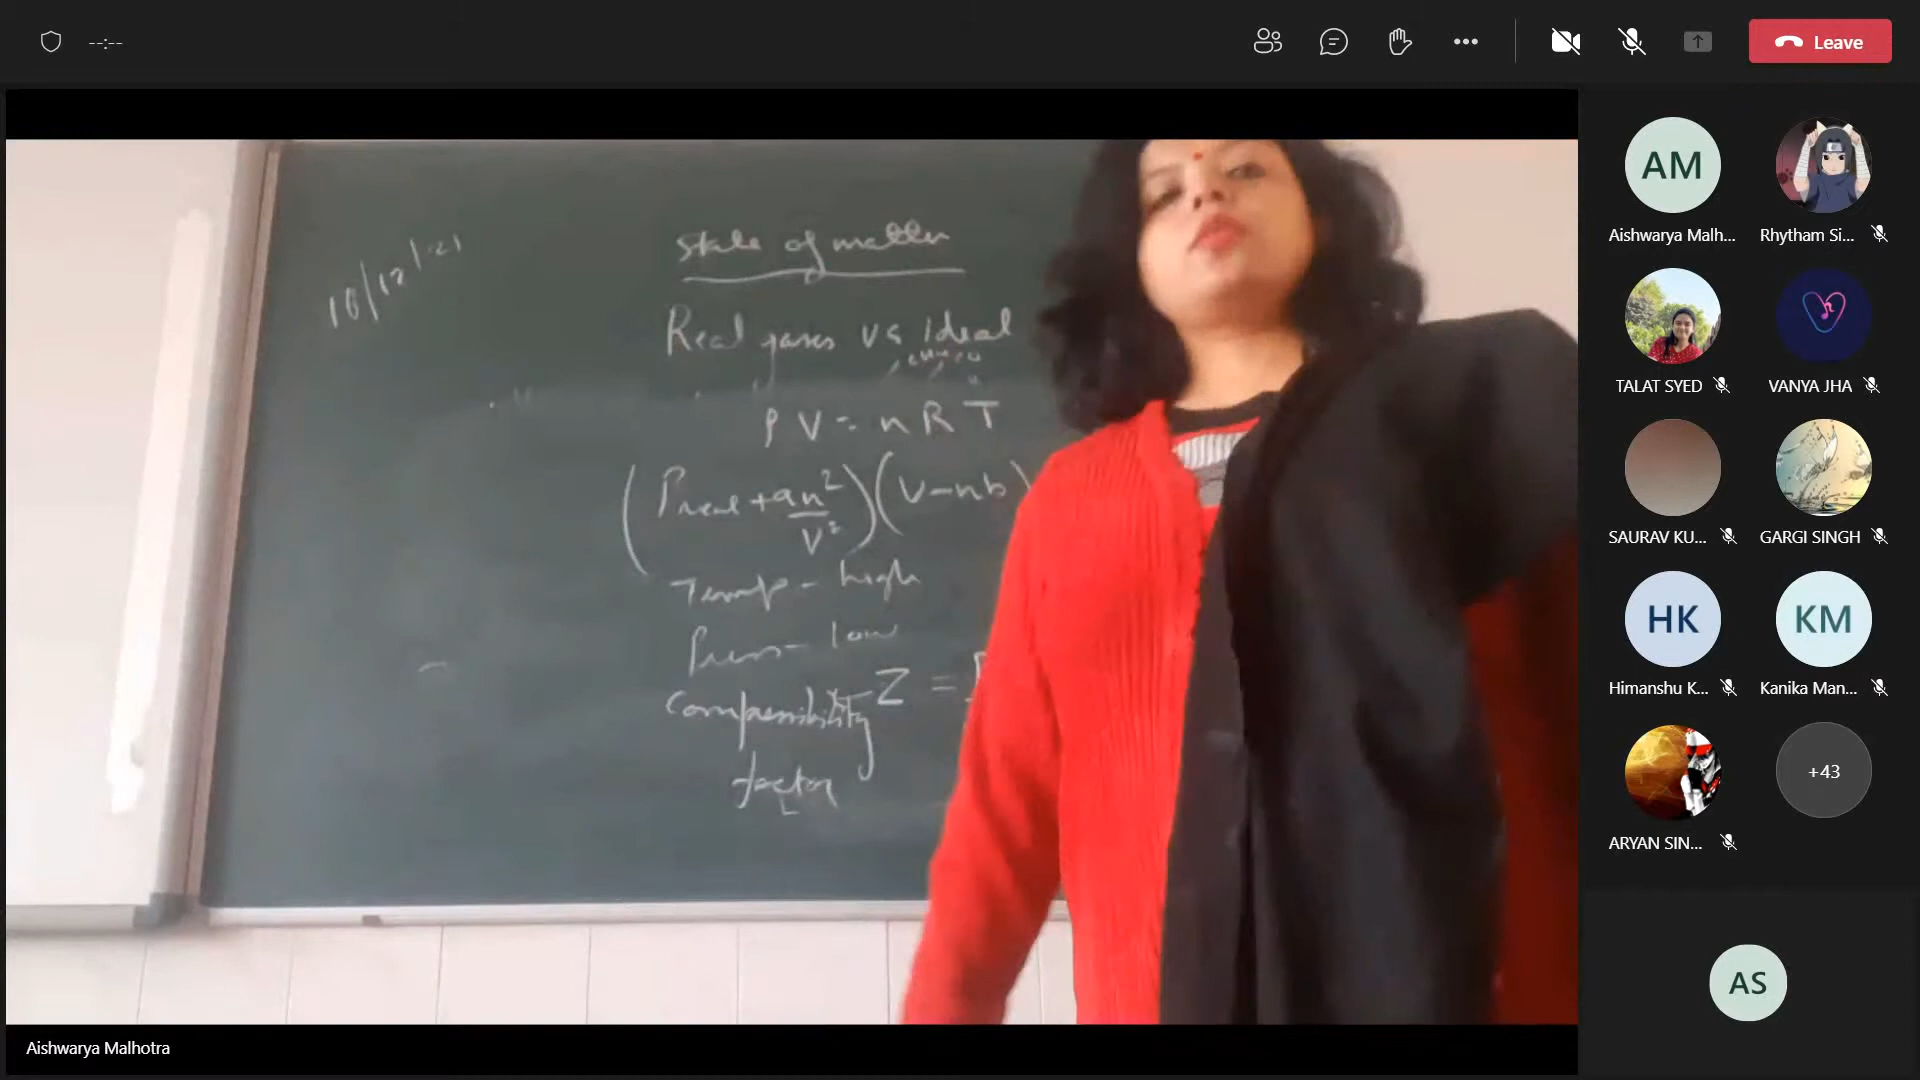 --:--
Leave
10/12/21
State of matter
Real gases vs Ideal
PV = nRT
(Preal + an²/V²)(V-nb)
Temp - high
Press - low
Compressibility Z =
factor
AM
Aishwarya Malh...
Rhytham Si...
TALAT SYED
VANYA JHA
SAURAV KU...
GARGI SINGH
HK
Himanshu K...
KM
Kanika Man...
ARYAN SIN...
+43
AS
Aishwarya Malhotra